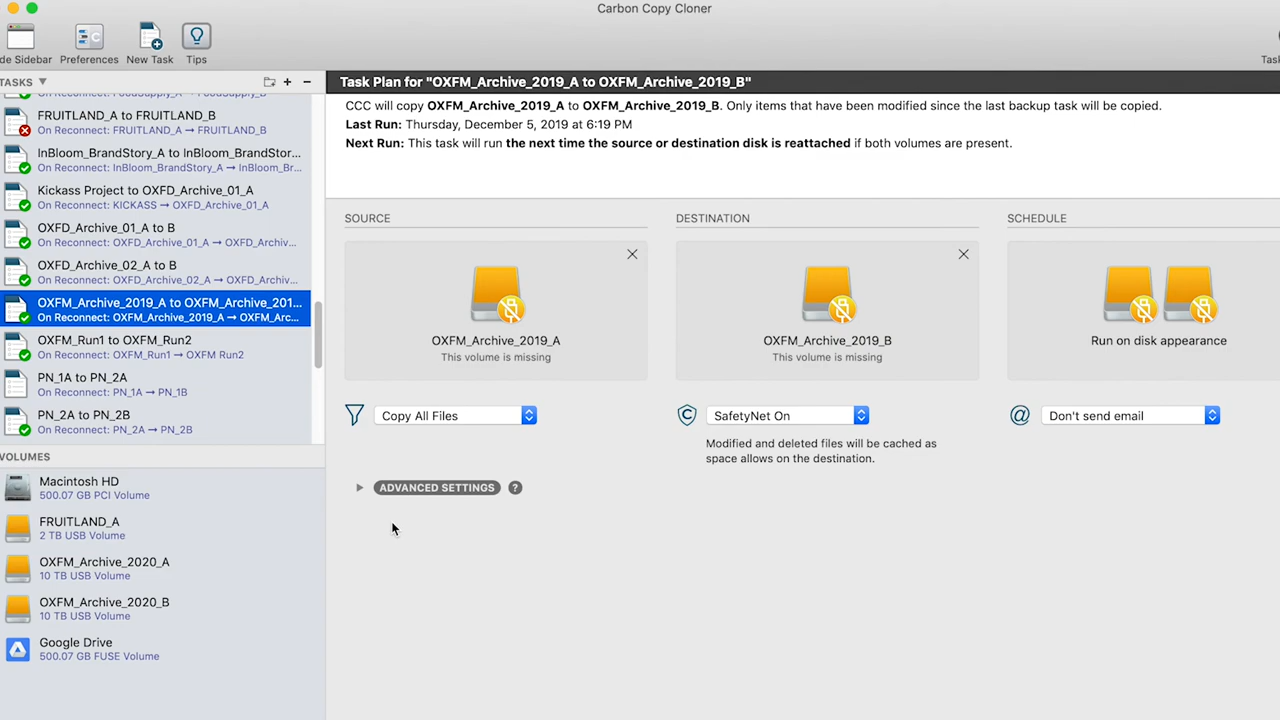 Carbon Copy Cloner
de Sidebar
Preferences
New Task
Tips
Task
TASKS
FRUITLAND_A to FRUITLAND_B
On Reconnect: FRUITLAND_A → FRUITLAND_B
InBloom_BrandStory_A to InBloom_BrandStor...
On Reconnect: InBloom_BrandStory_A → InBloom_Br...
Kickass Project to OXFD_Archive_01_A
On Reconnect: KICKASS → OXFD_Archive_01_A
OXFD_Archive_01_A to B
On Reconnect: OXFD_Archive_01_A → OXFD_Archiv...
OXFD_Archive_02_A to B
On Reconnect: OXFD_Archive_02_A → OXFD_Archiv...
OXFM_Archive_2019_A to OXFM_Archive_201...
On Reconnect: OXFM_Archive_2019_A → OXFM_Arc...
OXFM_Run1 to OXFM_Run2
On Reconnect: OXFM_Run1 → OXFM Run2
PN_1A to PN_2A
On Reconnect: PN_1A → PN_1B
PN_2A to PN_2B
On Reconnect: PN_2A → PN_2B
VOLUMES
Macintosh HD
500.07 GB PCI Volume
FRUITLAND_A
2 TB USB Volume
OXFM_Archive_2020_A
10 TB USB Volume
OXFM_Archive_2020_B
10 TB USB Volume
Google Drive
500.07 GB FUSE Volume
Task Plan for "OXFM_Archive_2019_A to OXFM_Archive_2019_B"
CCC will copy OXFM_Archive_2019_A to OXFM_Archive_2019_B. Only items that have been modified since the last backup task will be copied.
Last Run: Thursday, December 5, 2019 at 6:19 PM
Next Run: This task will run the next time the source or destination disk is reattached if both volumes are present.
SOURCE
OXFM_Archive_2019_A
This volume is missing
Copy All Files
ADVANCED SETTINGS ?
DESTINATION
OXFM_Archive_2019_B
This volume is missing
SafetyNet On
Modified and deleted files will be cached as
space allows on the destination.
SCHEDULE
Run on disk appearance
Don't send email